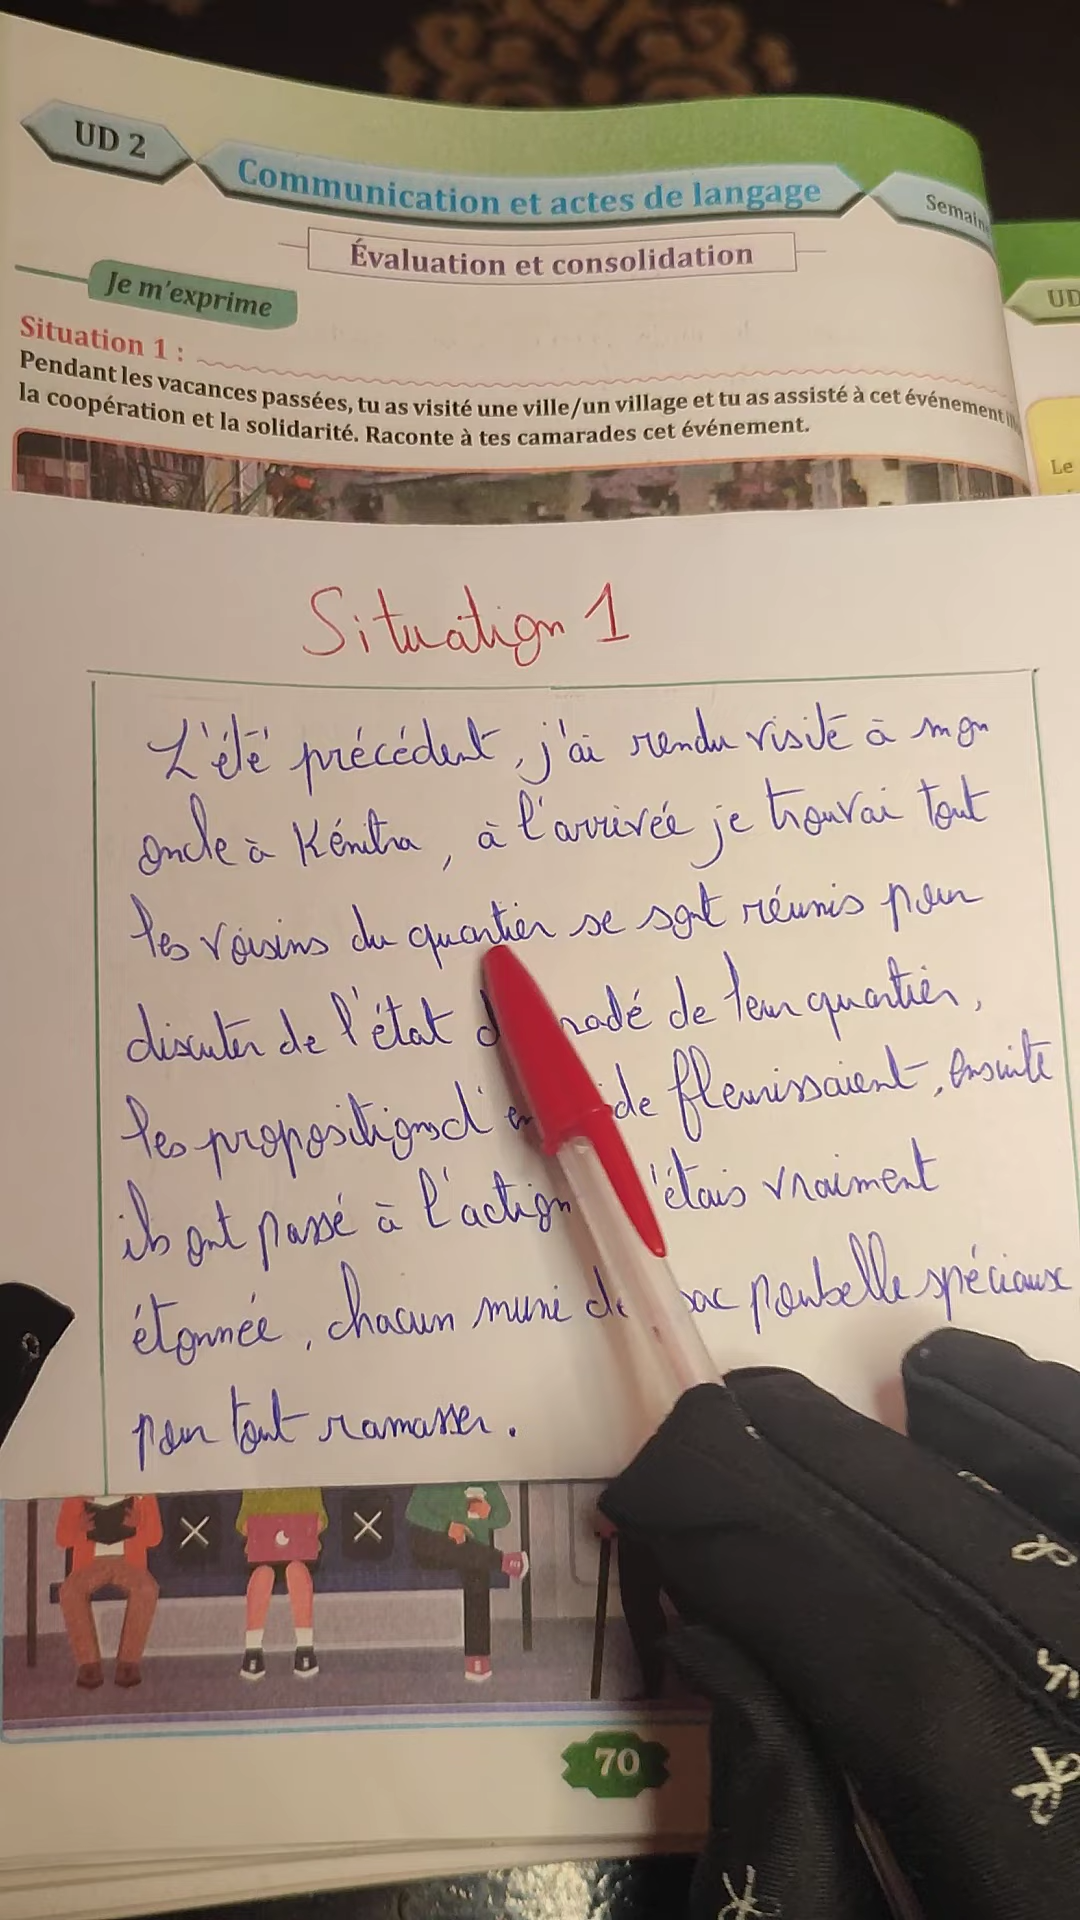 UD 2
Communication et actes de langage
Semain
Évaluation et consolidation
Je m'exprime
UD
Situation 1 :
Pendant les vacances passées, tu as visité une ville/un village et tu as assisté à cet événement
la coopération et la solidarité. Raconte à tes camarades cet événement.
Le
Situation 1
L'été précédent, j'ai rendu visite à mon
oncle à Kénitra, à l'arrivée je trouvai tout
les voisins du quartier se sont réunis pour
discuter de l'état de leur quartier,
les propositions d' fleurissaient, ensuite
ils ont passé à l'action étais vraiment
étonnée, chacun muni sac poubelle spéciaux
pour tout ramasser.
70